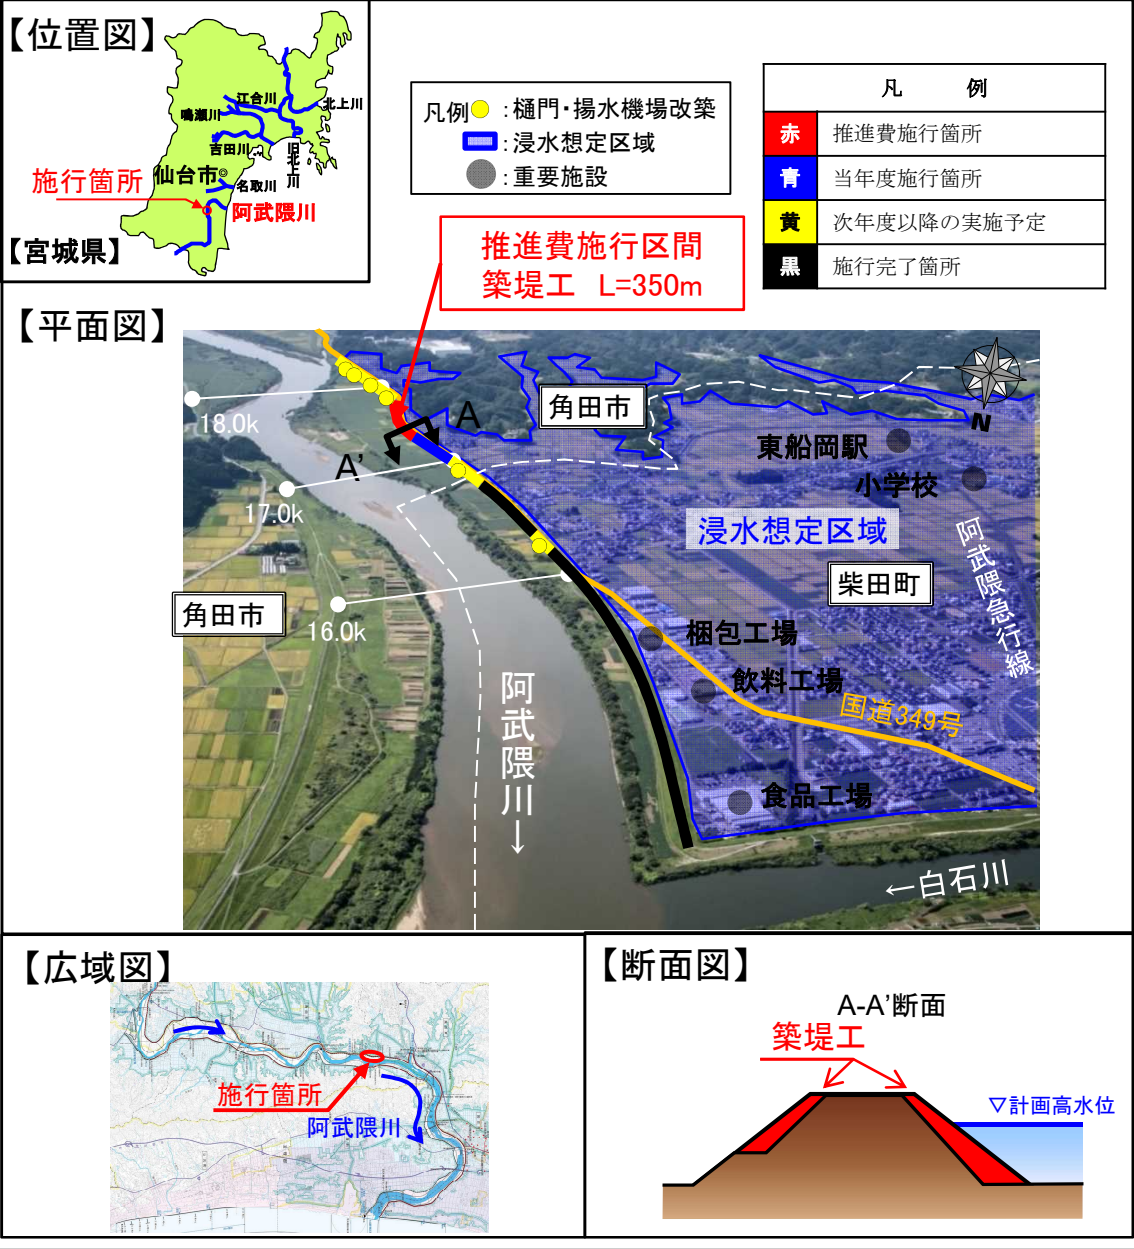 【位置図】
江合川
北上川
鳴瀬川
吉田川
旧北上川
仙台市◎
名取川
施行箇所
阿武隈川
【宮城県】
凡例 : 樋門・揚水機場改築
: 浸水想定区域
: 重要施設
凡 例
赤 推進費施行箇所
青 当年度施行箇所
黄 次年度以降の実施予定
黒 施行完了箇所
推進費施行区間
築堤工 L=350m
【平面図】
18.0k
A
A'
角田市
N
東船岡駅
小学校
17.0k
浸水想定区域
阿武隈急行線
柴田町
角田市
16.0k
梱包工場
飲料工場
阿武隈川→
国道349号
食品工場
←白石川
【広域図】
施行箇所
阿武隈川
【断面図】
A-A'断面
築堤工
▽計画高水位